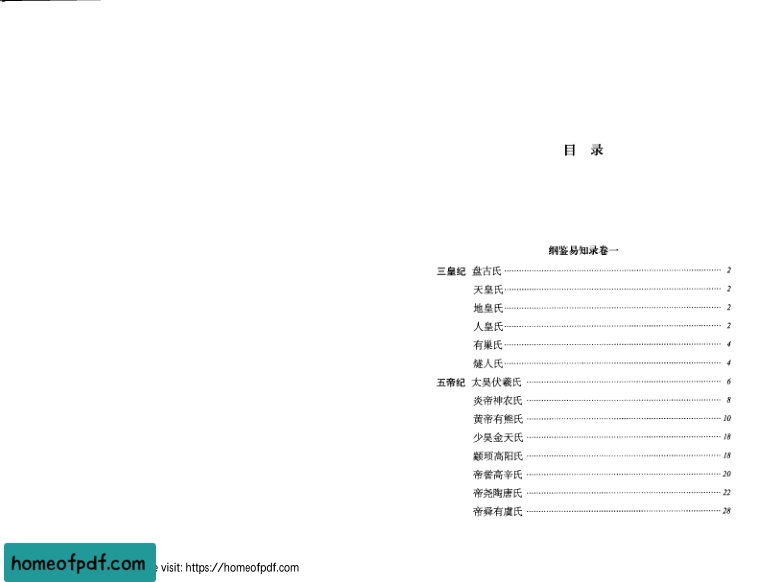 目 录
纲鉴易知录卷一
三皇纪 盘古氏 2
天皇氏 2
地皇氏 2
人皇氏 2
有巢氏 4
燧人氏 4
五帝纪 太昊伏羲氏 6
炎帝神农氏 8
黄帝有熊氏 10
少昊金天氏 18
颛顼高阳氏 18
帝喾高辛氏 20
帝尧陶唐氏 22
帝舜有虞氏 28
homeofpdf.com
visit: https://homeofpdf.com